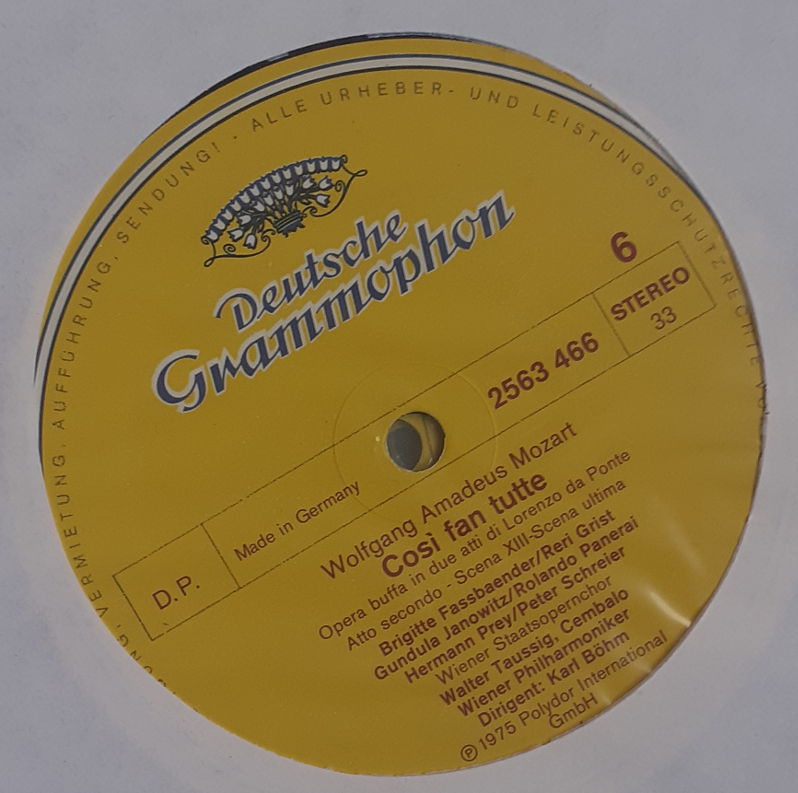 VERMIETUNG, AUFFÜHRUNG, SENDUNG! - ALLE URHEBER- UND LEISTUNGSSCHUTZRECHTE
Deutsche
Grammophon
6
STEREO
33
2563 466
Made in Germany
D.P.
Wolfgang Amadeus Mozart
Così fan tutte
Opera buffa in due atti di Lorenzo da Ponte
Atto secondo - Scena XIII-Scena ultima
Brigitte Fassbaender/Reri Grist
Gundula Janowitz/Rolando Panerai
Hermann Prey/Peter Schreier
Wiener Staatsopernchor
Walter Taussig, Cembalo
Wiener Philharmoniker
Dirigent: Karl Böhm
℗ 1975 Polydor International
GmbH